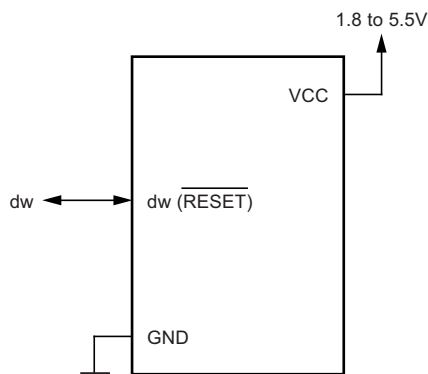 1.8 to 5.5V
VCC
dw
dw (RESET)
GND